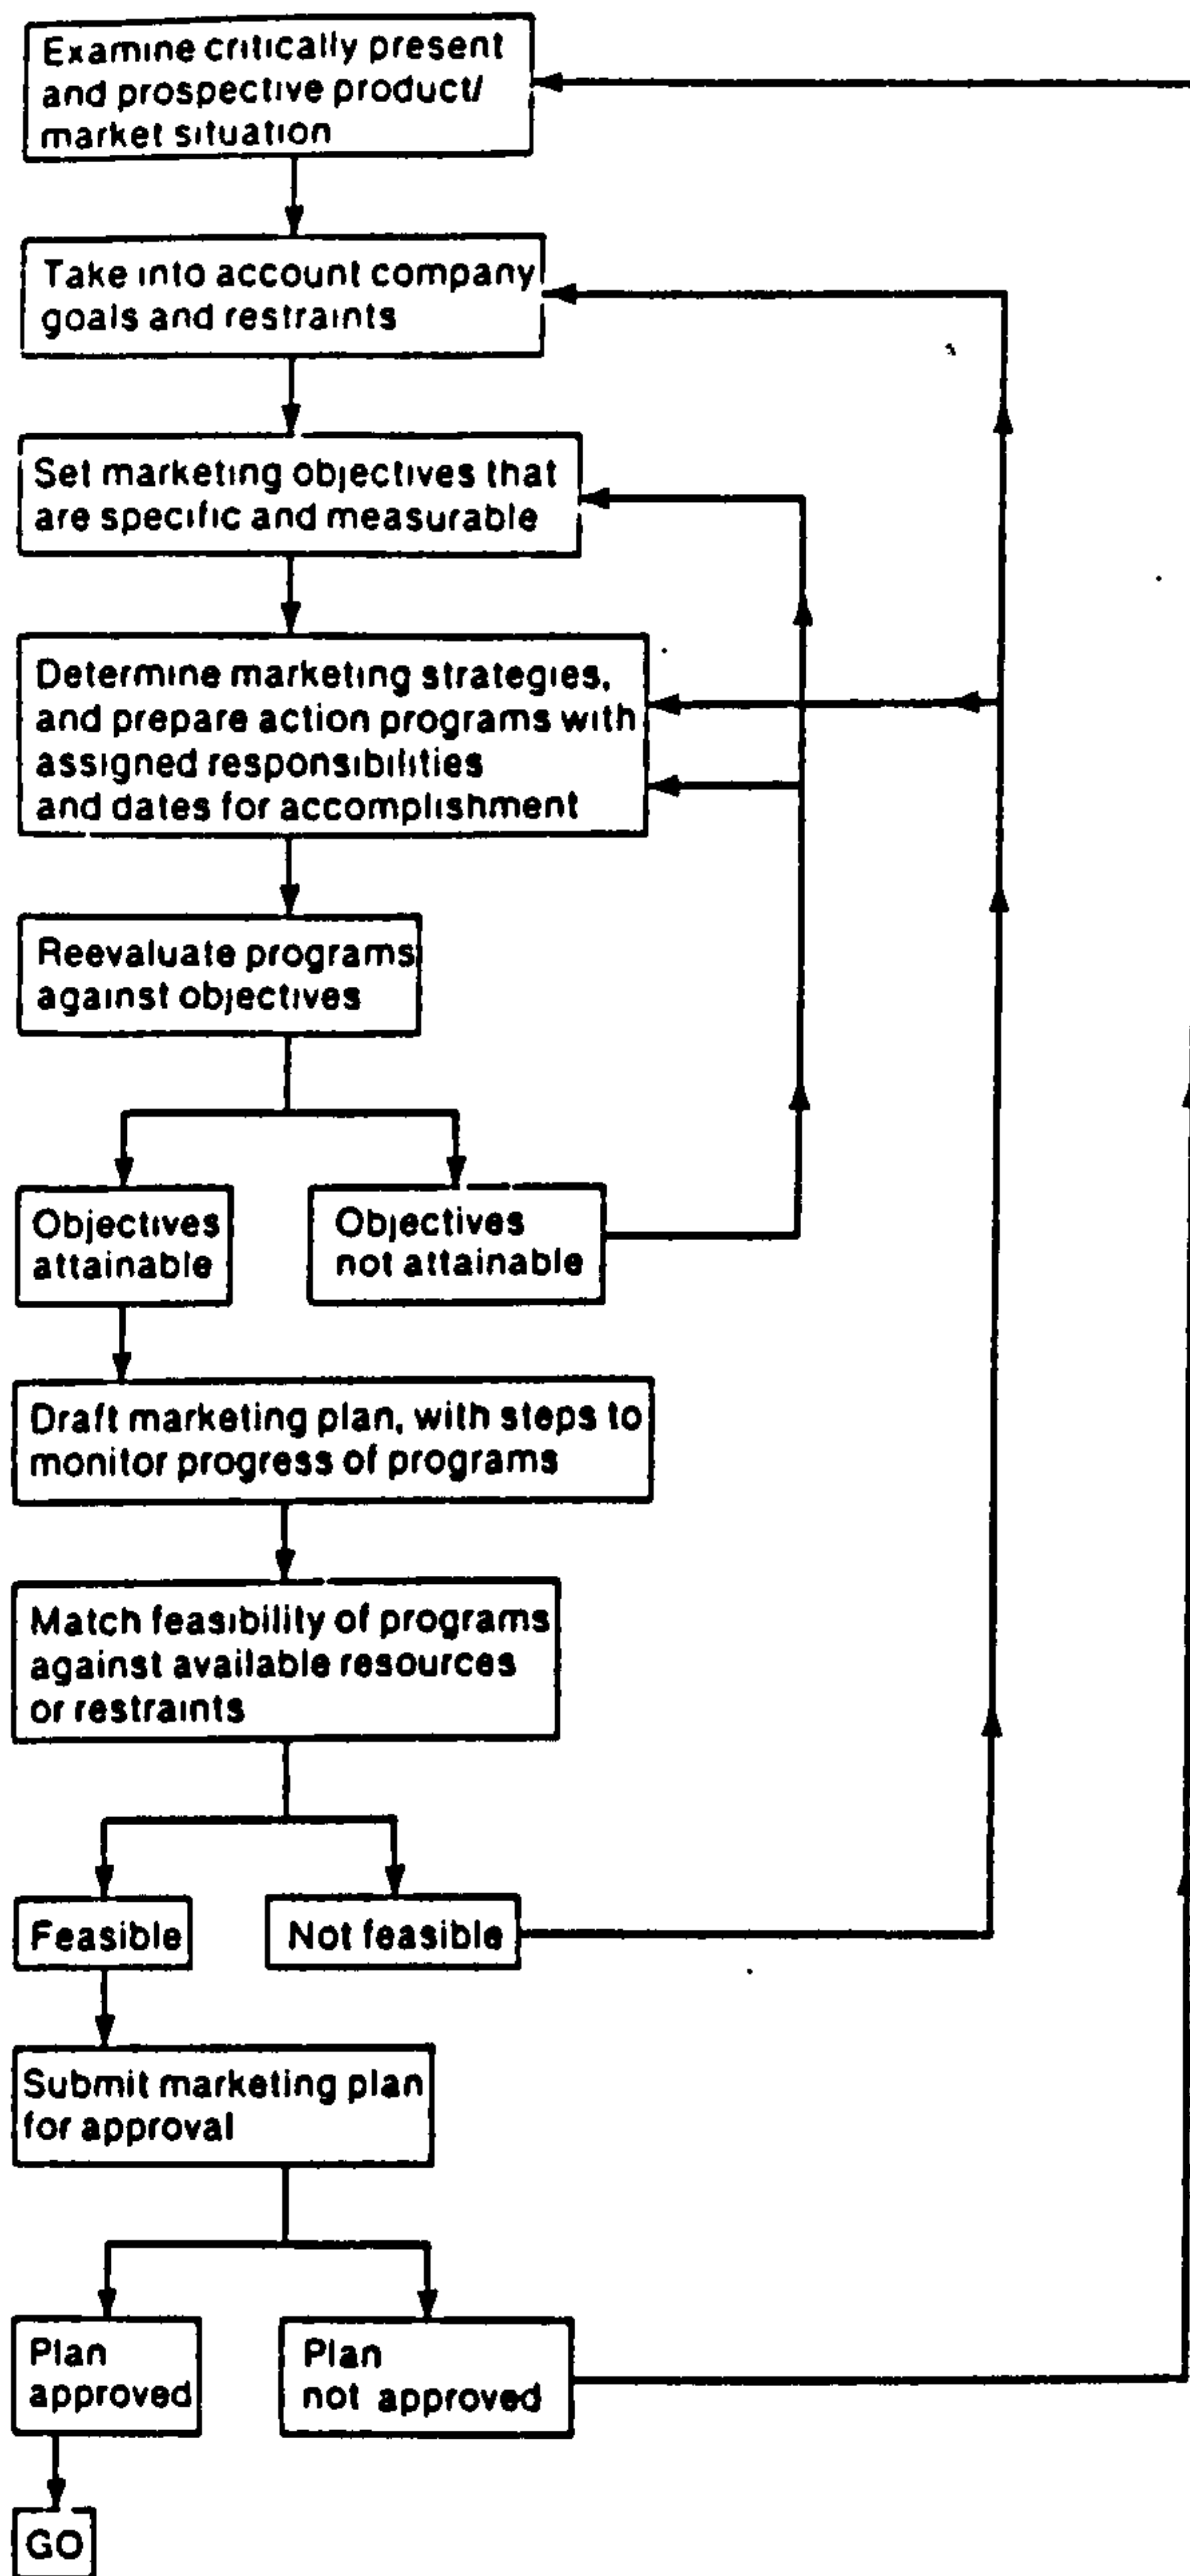 Examine critically present
and prospective product/
market situation
Take into account company
goals and restraints
Set marketing objectives that
are specific and measurable
Determine marketing strategies,
and prepare action programs with
assigned responsibilities
and dates for accomplishment
Reevaluate programs
against objectives
Objectives
attainable
Objectives
not attainable
Draft marketing plan, with steps to
monitor progress of programs
Match feasibility of programs
against available resources
or restraints
Feasible
Not feasible
Submit marketing plan
for approval
Plan
approved
Plan
not approved
GO